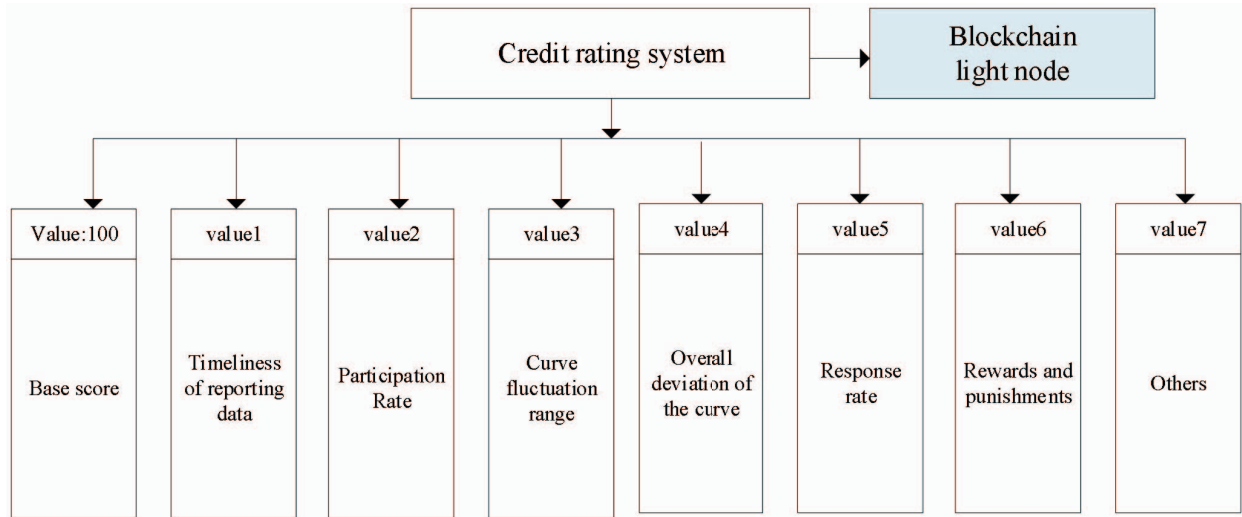 Credit rating system
Blockchain
light node
Value:100
value1
value2
value3
value4
value5
value6
value7
Base score
Timeliness
of reporting
data
Participation
Rate
Curve
fluctuation
range
Overall
deviation of
the curve
Response
rate
Rewards and
punishments
Others